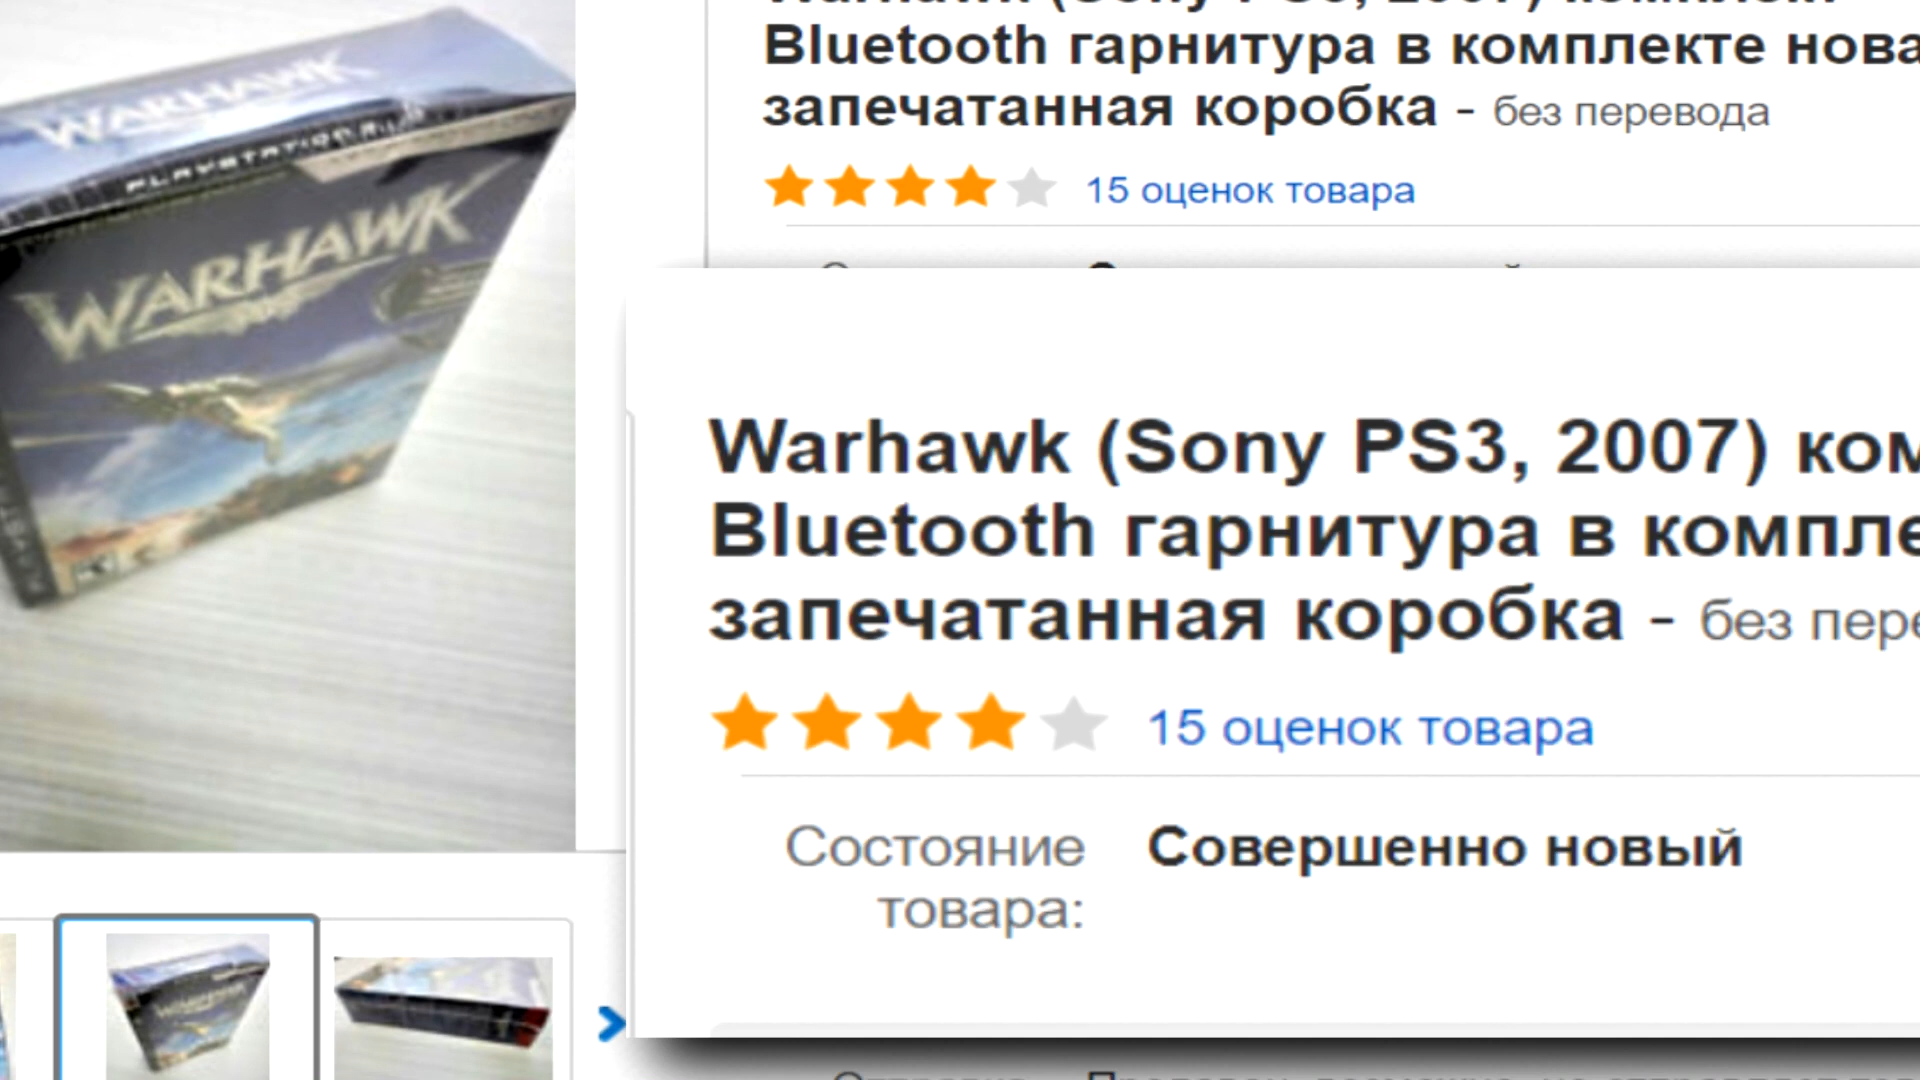 WARHAWK
PLAYSTATION
WARHAWK
Bluetooth гарнитура в комплекте нова
запечатанная коробка - без перевода
15 оценок товара
Warhawk (Sony PS3, 2007) ком
Bluetooth гарнитура в компле
запечатанная коробка - без пере
15 оценок товара
Состояние Совершенно новый
товара: